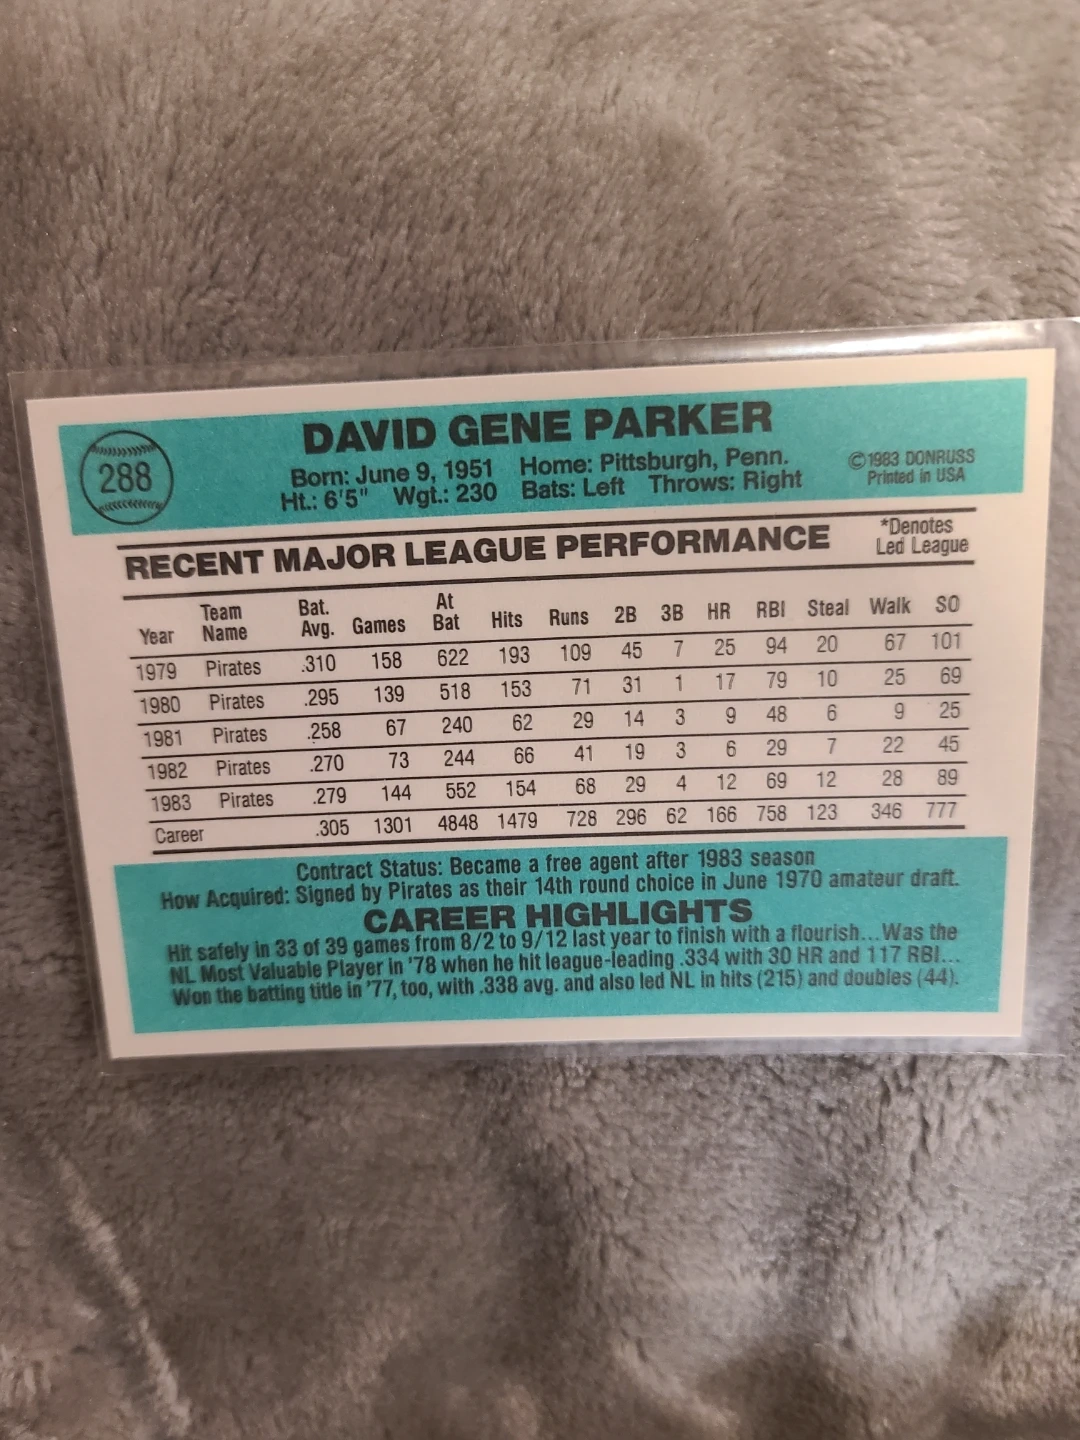 288
DAVID GENE PARKER
Born: June 9, 1951 Home: Pittsburgh, Penn.
Ht.: 6'5" Wgt.: 230 Bats: Left Throws: Right
©1983 DONRUSS
Printed in USA
RECENT MAJOR LEAGUE PERFORMANCE
*Denotes
Led League
Year Team Name Bat. Avg. Games At Bat Hits Runs 2B 3B HR RBI Steal Walk SO
1979 Pirates .310 158 622 193 109 45 7 25 94 20 67 101
1980 Pirates .295 139 518 153 71 31 1 17 79 10 25 69
1981 Pirates .258 67 240 62 29 14 3 9 48 6 9 25
1982 Pirates .270 73 244 66 41 19 3 6 29 7 22 45
1983 Pirates .279 144 552 154 68 29 4 12 69 12 28 89
Career .305 1301 4848 1479 728 296 62 166 758 123 346 777
Contract Status: Became a free agent after 1983 season
How Acquired: Signed by Pirates as their 14th round choice in June 1970 amateur draft.
CAREER HIGHLIGHTS
Hit safely in 33 of 39 games from 8/2 to 9/12 last year to finish with a flourish...Was the
NL Most Valuable Player in '78 when he hit league-leading .334 with 30 HR and 117 RBI...
Won the batting title in '77, too, with .338 avg. and also led NL in hits (215) and doubles (44).